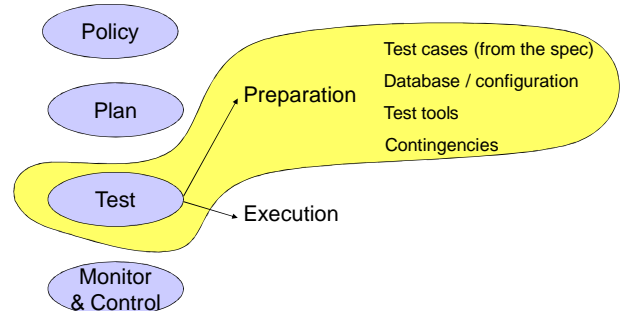 Policy
Plan
Test
Monitor
& Control
Preparation
Execution
Test cases (from the spec)
Database / configuration
Test tools
Contingencies